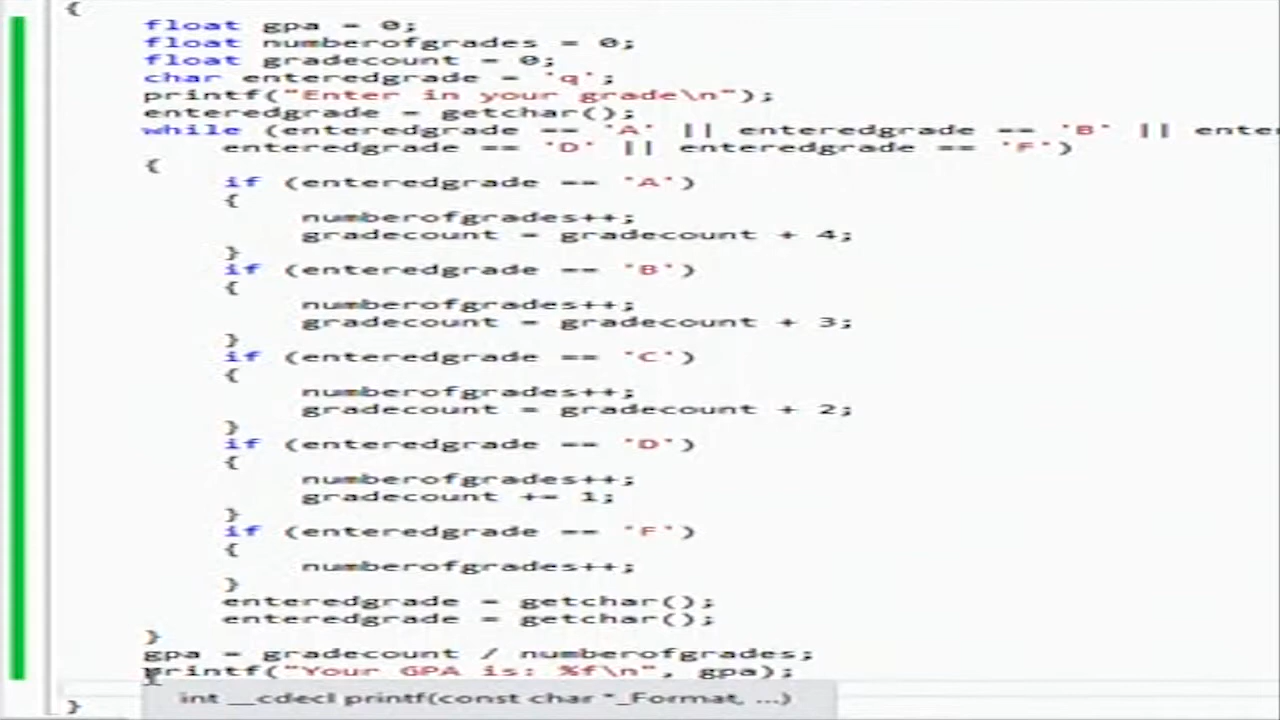 {
float gpa = 0;
float numberofgrades = 0;
float gradecount = 0;
char enteredgrade = 'q';
printf("Enter in your grade\n");
enteredgrade = getchar();
while (enteredgrade == 'A' || enteredgrade == 'B' || ente
enteredgrade == 'D' || enteredgrade == 'F')
{
if (enteredgrade == 'A')
{
numberofgrades++;
gradecount = gradecount + 4;
}
if (enteredgrade == 'B')
{
numberofgrades++;
gradecount = gradecount + 3;
}
if (enteredgrade == 'C')
{
numberofgrades++;
gradecount = gradecount + 2;
}
if (enteredgrade == 'D')
{
numberofgrades++;
gradecount += 1;
}
if (enteredgrade == 'F')
{
numberofgrades++;
}
enteredgrade = getchar();
enteredgrade = getchar();
}
gpa = gradecount / numberofgrades;
printf("Your GPA is: %f\n", gpa);
int __cdecl printf(const char *_Format, ...)
}